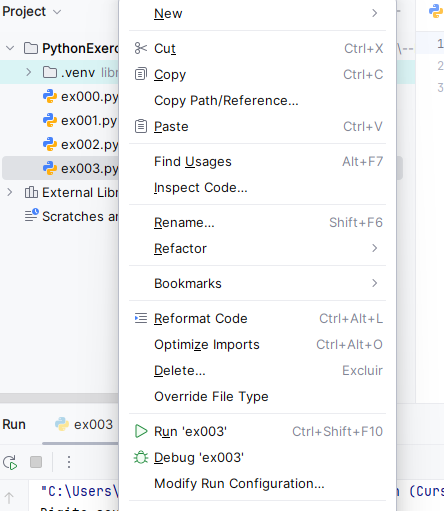 Project
New
PythonExerc
Cut Ctrl+X
1
.venv libr
Copy Ctrl+C
2
ex000.py
Copy Path/Reference...
3
ex001.py
Paste Ctrl+V
ex002.py
ex003.py
Find Usages Alt+F7
External Libr
Inspect Code...
Scratches an
Rename... Shift+F6
Refactor
Bookmarks
Reformat Code Ctrl+Alt+L
Optimize Imports Ctrl+Alt+O
Delete... Excluir
Override File Type
Run ex003
Run 'ex003' Ctrl+Shift+F10
Debug 'ex003'
Modify Run Configuration...
"C:\Users\ (Curs